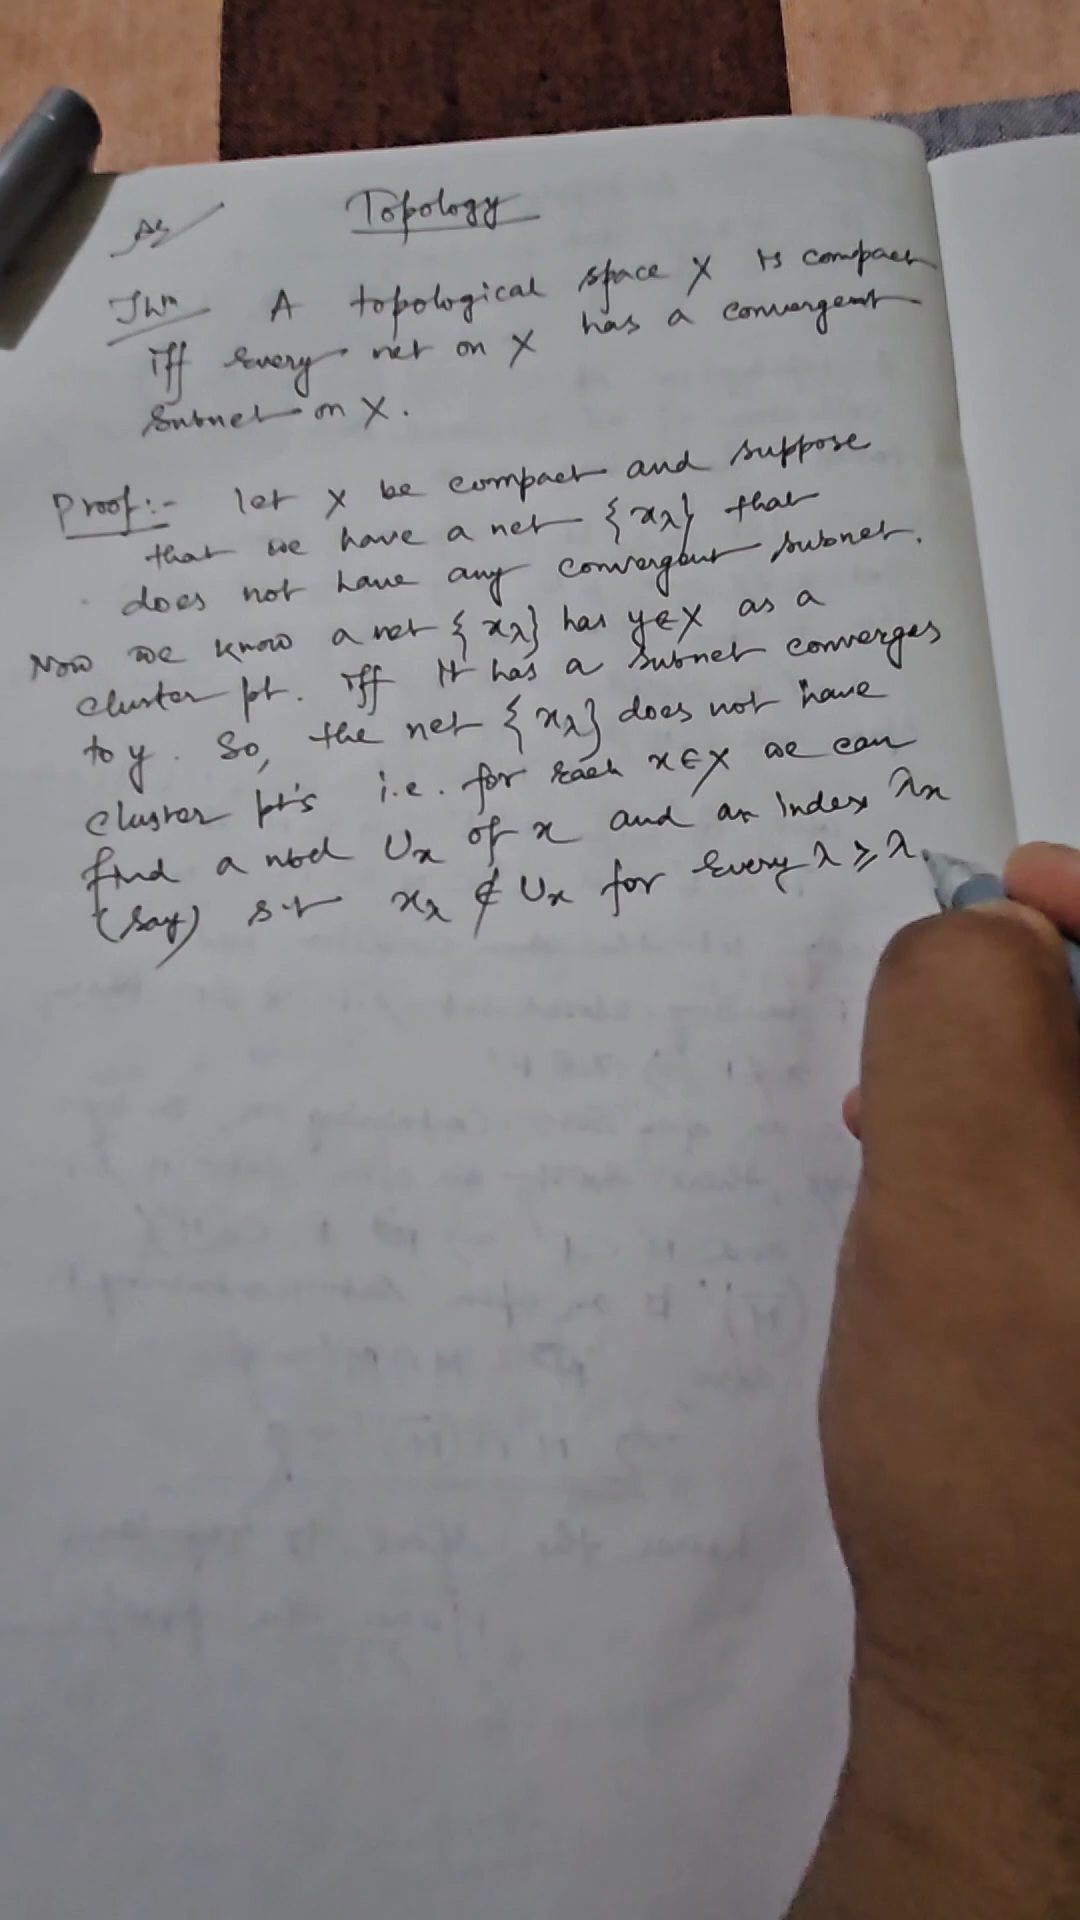 Topology
Thm A topological space X is compact
iff every net on X has a convergent
subnet on X.
Proof:- let X be compact and suppose
that we have a net {xλ} that
does not have any convergent subnet.
Now we know a net {xλ} has y∈X as a
cluster pt. iff it has a subnet converges
to y. So, the net {xλ} does not have
cluster pt's i.e. for each x∈X we can
find a nbd Ux of x and an index λx
(say) s.t xλ ∉ Ux for every λ ≥ λ